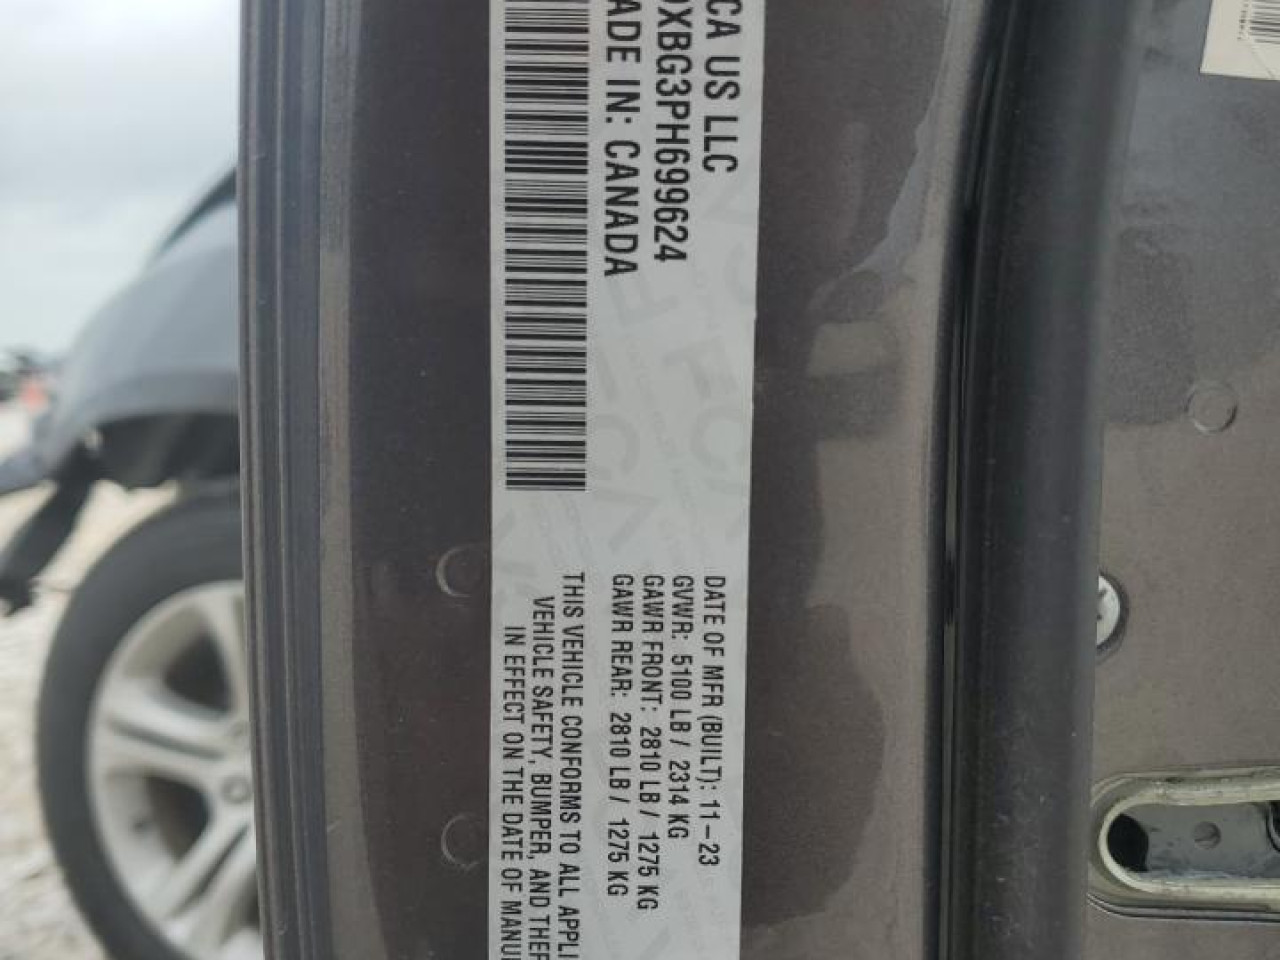 CA US LLC
XBG3PH699624
ADE IN: CANADA
DATE OF MFR (BUILT): 11-23
GVWR: 5100 LB / 2314 KG
GAWR FRONT: 2810 LB / 1275 KG
GAWR REAR: 2810 LB / 1275 KG
THIS VEHICLE CONFORMS TO ALL APPLI
VEHICLE SAFETY, BUMPER, AND THEF
IN EFFECT ON THE DATE OF MANU